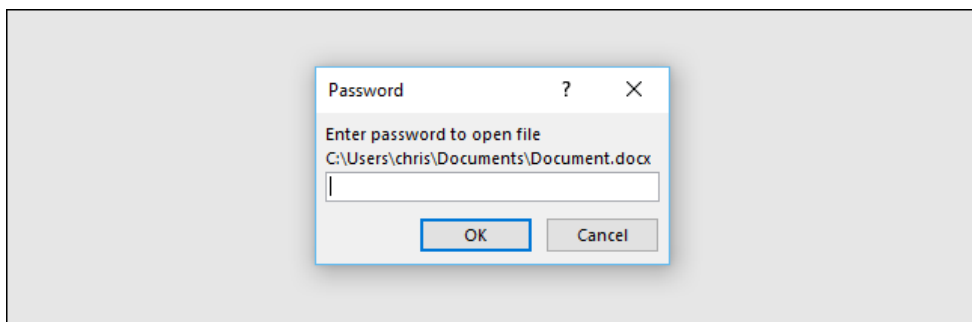 Password ?
Enter password to open file
C:\Users\chris\Documents\Document.docx
OK Cancel